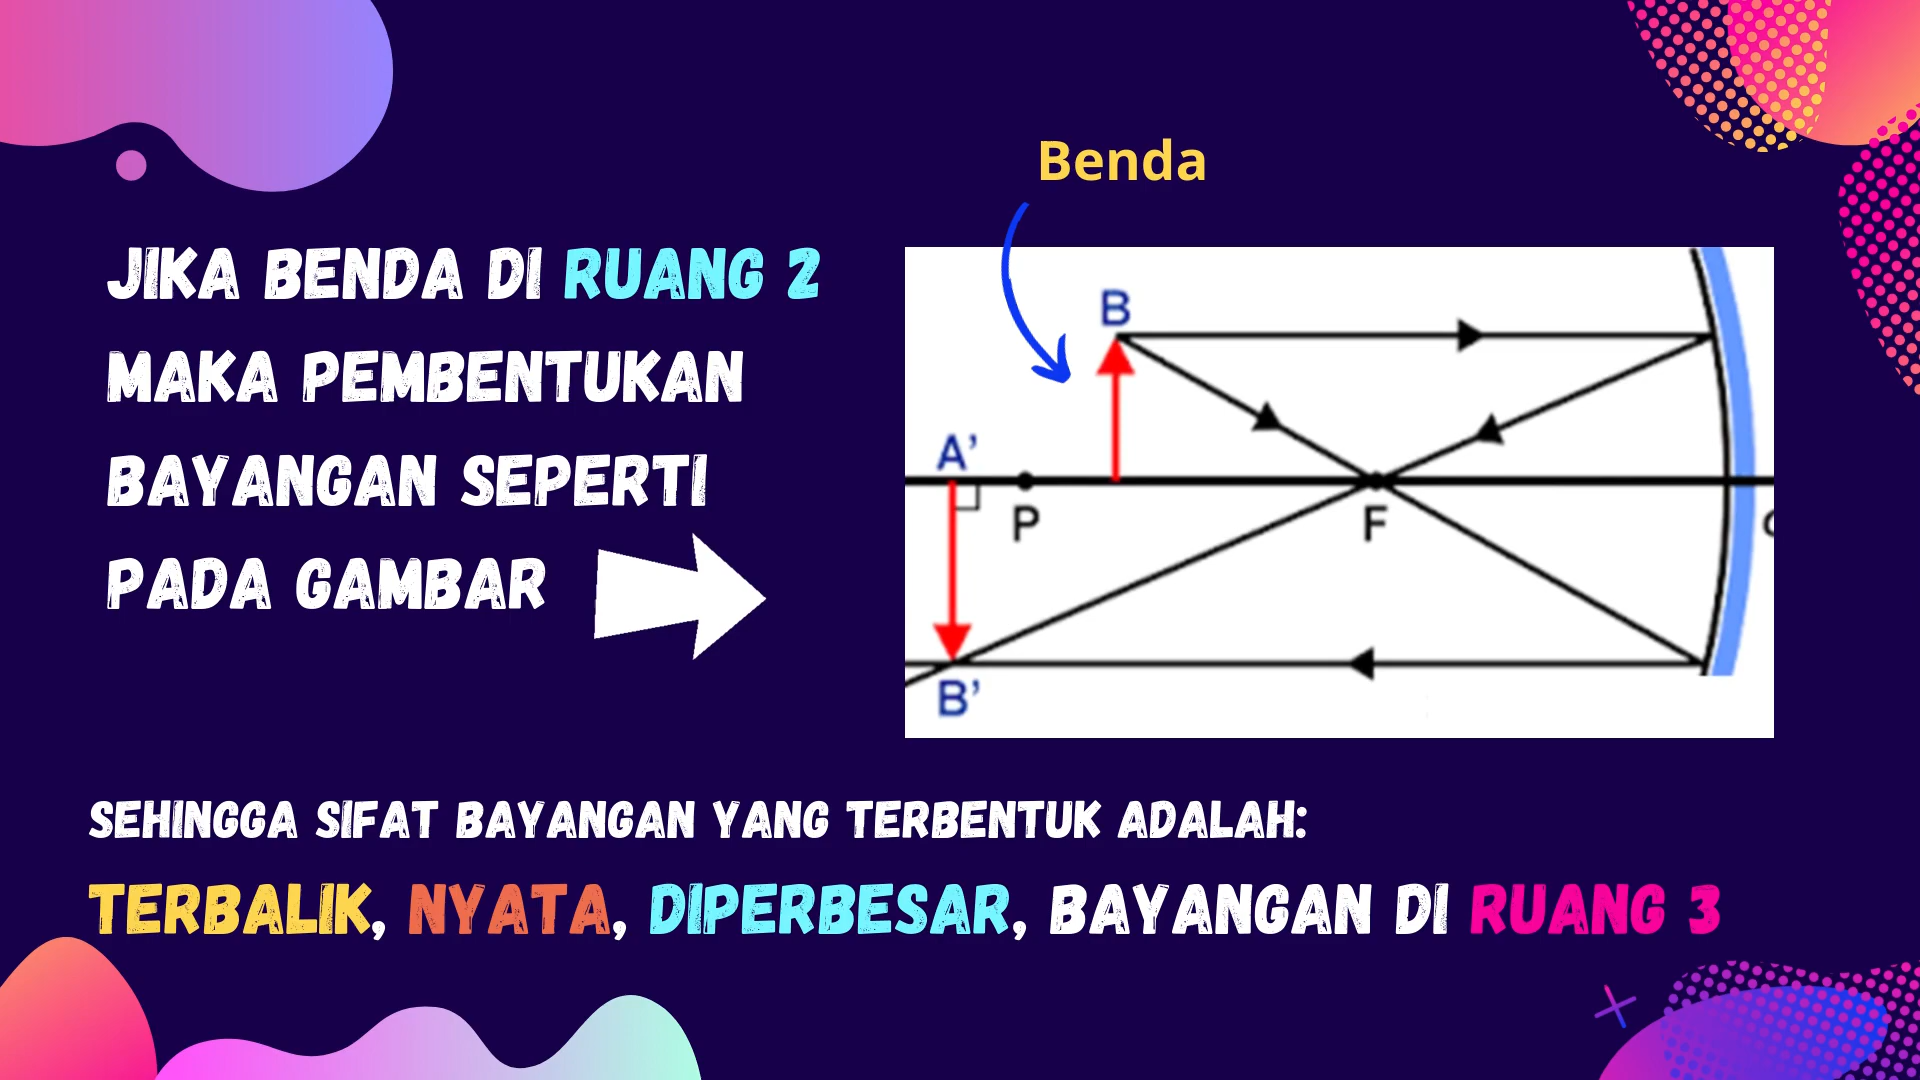 Benda
JIKA BENDA DI RUANG 2
MAKA PEMBENTUKAN
BAYANGAN SEPERTI
PADA GAMBAR
B
A’
P
F
B’
SEHINGGA SIFAT BAYANGAN YANG TERBENTUK ADALAH:
TERBALIK, NYATA, DIPERBESAR, BAYANGAN DI RUANG 3